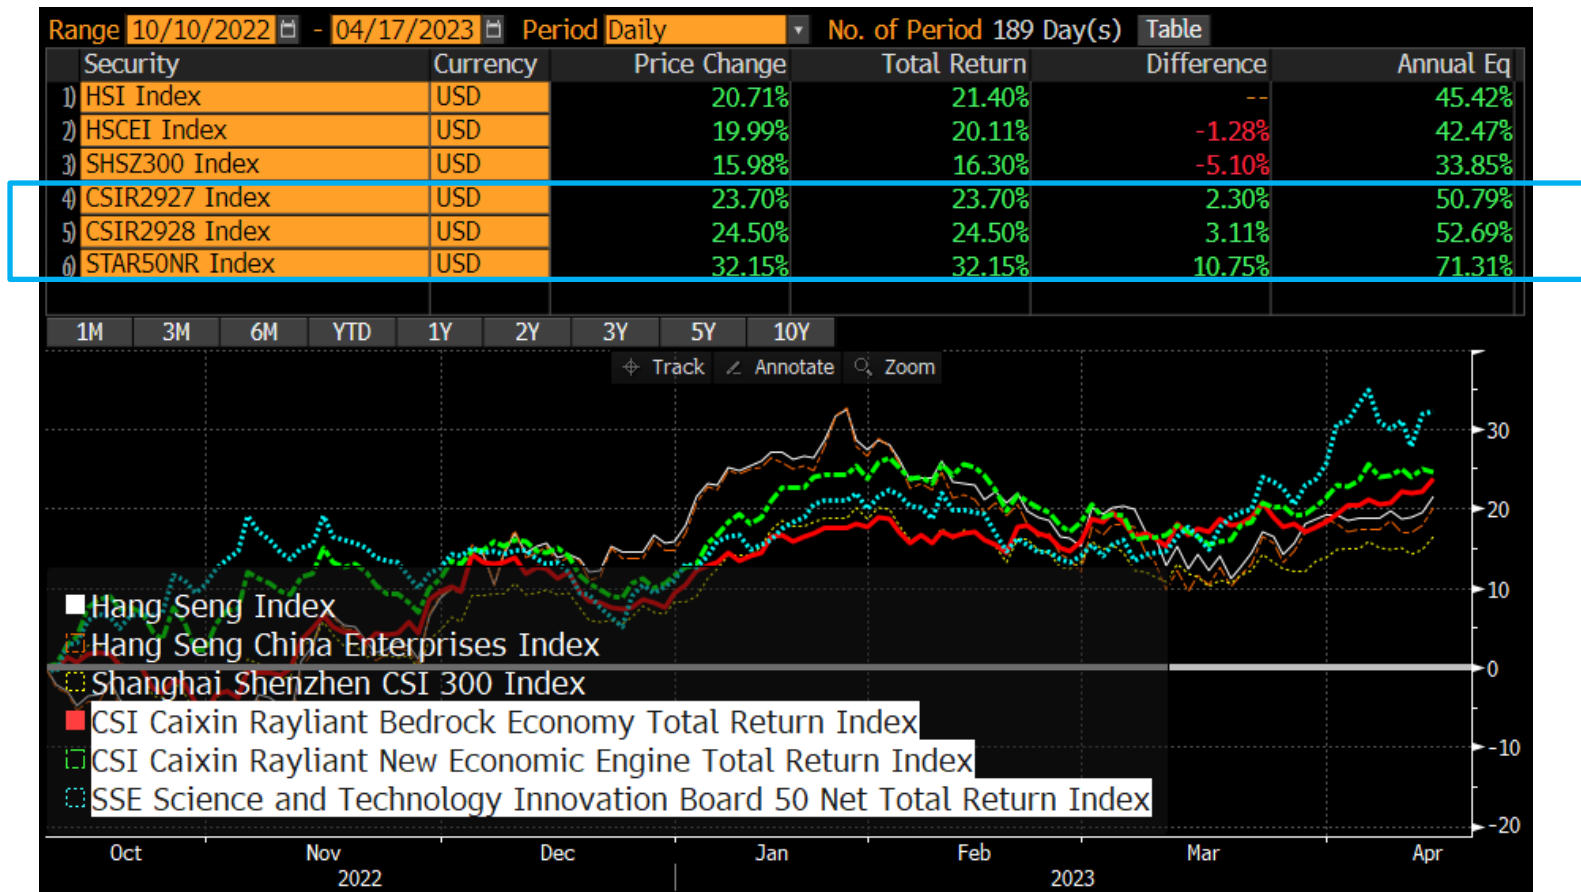 Range 10/10/2022 - 04/17/2023 Period Daily No. of Period 189 Day(s) Table
Security Currency Price Change Total Return Difference Annual Eq
1) HSI Index USD 20.71% 21.40% -- 45.42%
2) HSCEI Index USD 19.99% 20.11% -1.28% 42.47%
3) SHSZ300 Index USD 15.98% 16.30% -5.10% 33.85%
4) CSIR2927 Index USD 23.70% 23.70% 2.30% 50.79%
5) CSIR2928 Index USD 24.50% 24.50% 3.11% 52.69%
6) STAR50NR Index USD 32.15% 32.15% 10.75% 71.31%
1M 3M 6M YTD 1Y 2Y 3Y 5Y 10Y
Track Annotate Zoom
30
20
10
0
-10
-20
Hang Seng Index
Hang Seng China Enterprises Index
Shanghai Shenzhen CSI 300 Index
CSI Caixin Rayliant Bedrock Economy Total Return Index
CSI Caixin Rayliant New Economic Engine Total Return Index
SSE Science and Technology Innovation Board 50 Net Total Return Index
Oct Nov Dec Jan Feb Mar Apr
2022 2023